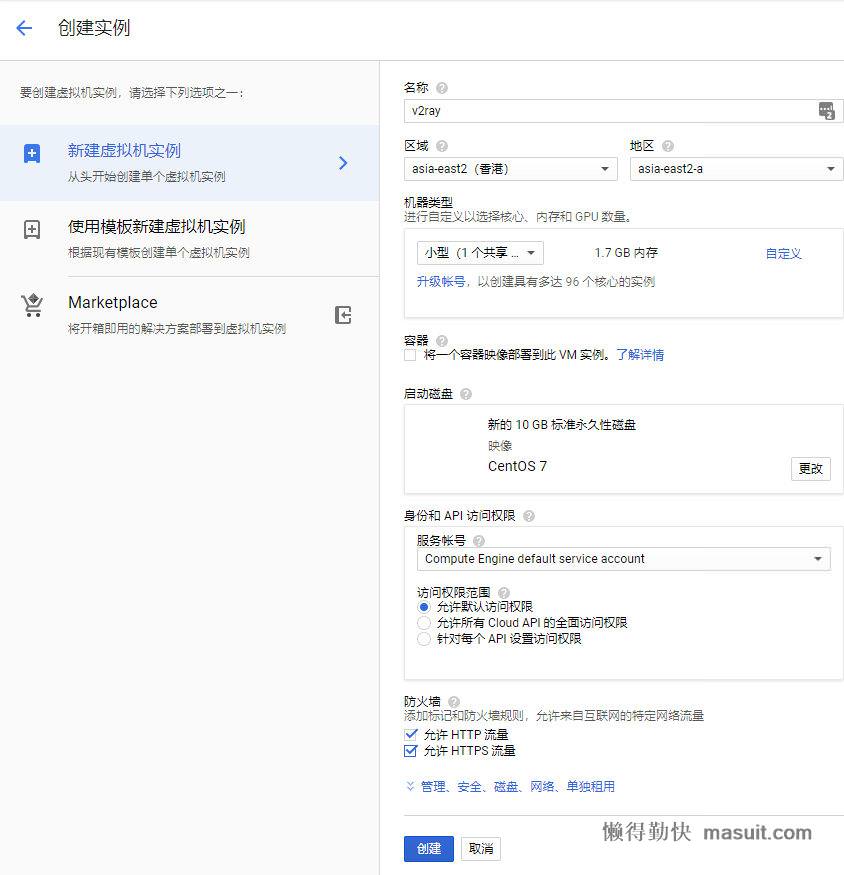 创建实例
要创建虚拟机实例，请选择下列选项之一：
新建虚拟机实例
从头开始创建单个虚拟机实例
使用模板新建虚拟机实例
根据现有模板创建单个虚拟机实例
Marketplace
将开箱即用的解决方案部署到虚拟机实例
名称
v2ray
区域 地区
asia-east2（香港） asia-east2-a
机器类型
进行自定义以选择核心、内存和 GPU 数量。
小型（1 个共享 ... 1.7 GB 内存 自定义
升级帐号，以创建具有多达 96 个核心的实例
容器
将一个容器映像部署到此 VM 实例。了解详情
启动磁盘
新的 10 GB 标准永久性磁盘
映像
CentOS 7
更改
身份和 API 访问权限
服务帐号
Compute Engine default service account
访问权限范围
允许默认访问权限
允许所有 Cloud API 的全面访问权限
针对每个 API 设置访问权限
防火墙
添加标记和防火墙规则，允许来自互联网的特定网络流量
允许 HTTP 流量
允许 HTTPS 流量
管理、安全、磁盘、网络、单独租用
懒得勤快 masuit.com
创建 取消